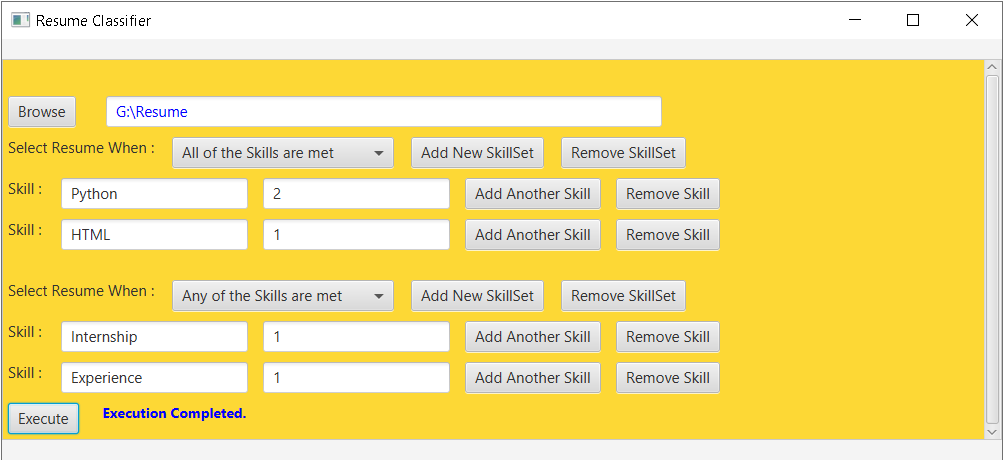 Resume Classifier
Browse G:\Resume
Select Resume When : All of the Skills are met Add New SkillSet Remove SkillSet
Skill : Python 2 Add Another Skill Remove Skill
Skill : HTML 1 Add Another Skill Remove Skill
Select Resume When : Any of the Skills are met Add New SkillSet Remove SkillSet
Skill : Internship 1 Add Another Skill Remove Skill
Skill : Experience 1 Add Another Skill Remove Skill
Execute Execution Completed.